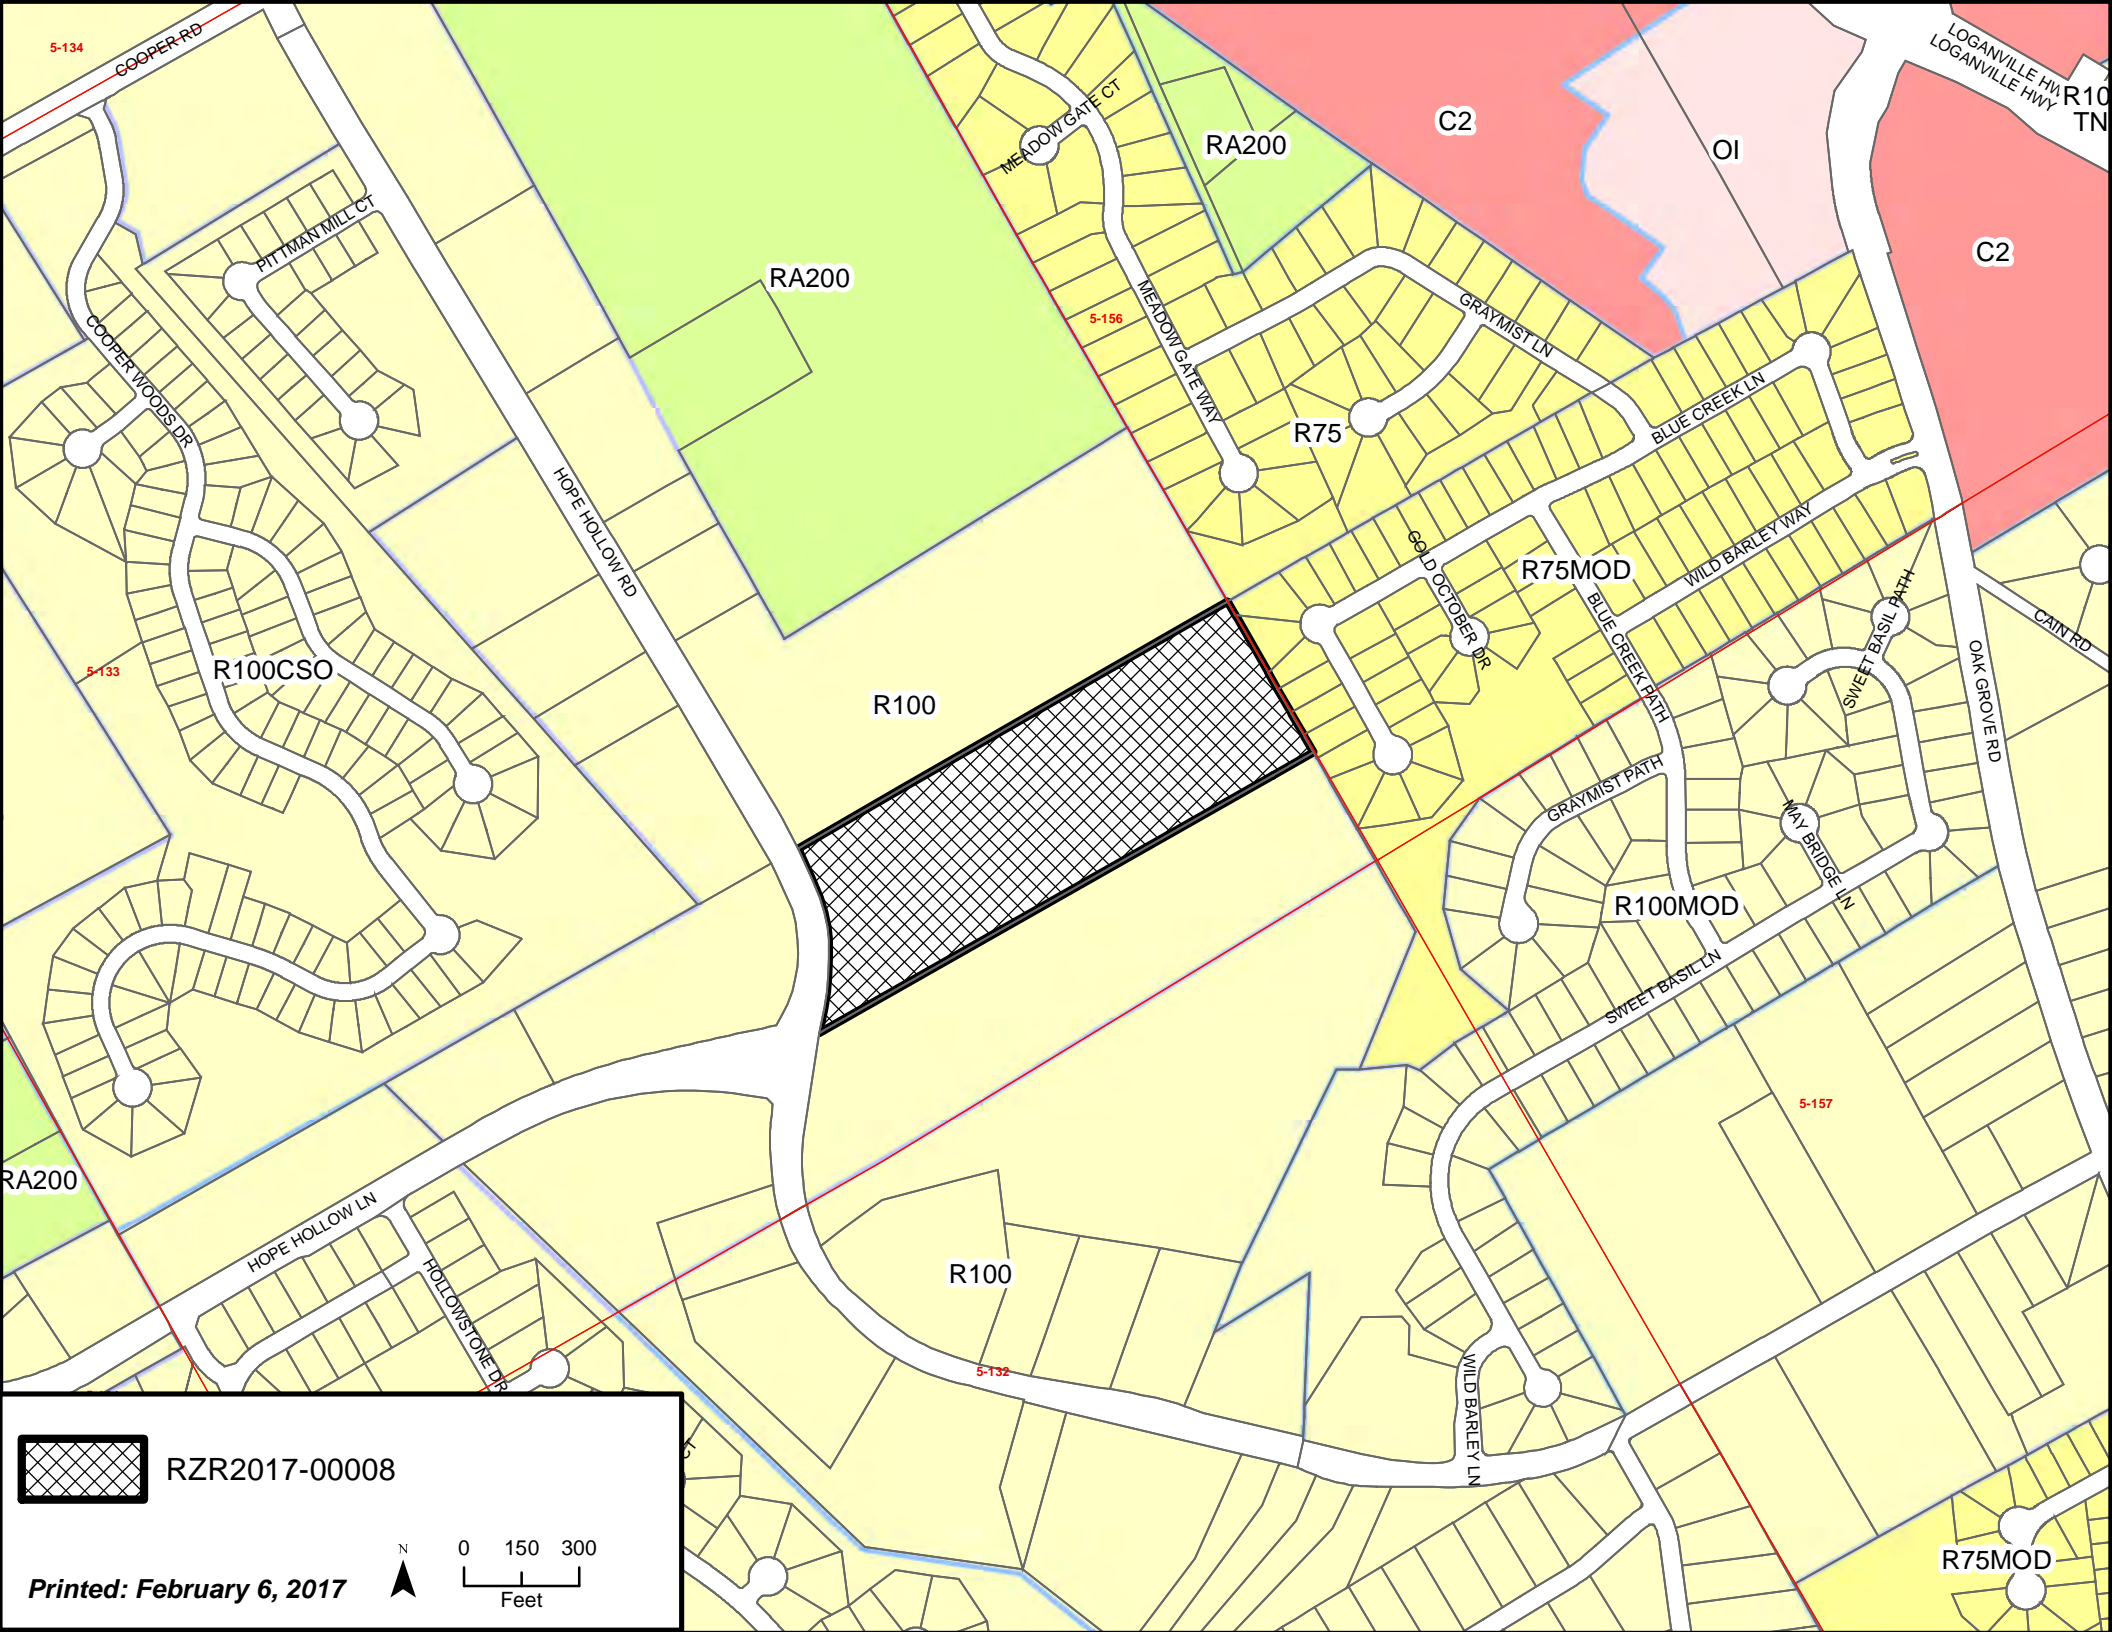 5-134
COOPER RD
LOGANVILLE HW
LOGANVILLE HWY
R10
TN
MEADOW GATE CT
C2
RA200
OI
PITTMAN MILL CT
C2
RA200
MEADOW GATE WAY
5-156
GRAYMIST LN
COOPER WOODS DR
BLUE CREEK LN
R75
HOPE HOLLOW RD
WILD BARLEY WAY
GOLD OCTOBER DR
R75MOD
BLUE CREEK PATH
SWEET BASIL PATH
CAIN RD
OAK GROVE RD
5-133
R100CSO
R100
GRAYMIST PATH
MAY BRIDGE LN
R100MOD
SWEET BASIL LN
5-157
RA200
HOPE HOLLOW LN
HOLLOWSTONE DR
R100
5-132
WILD BARLEY LN
CT
RZR2017-00008
R75MOD
N
0 150 300
Feet
Printed: February 6, 2017